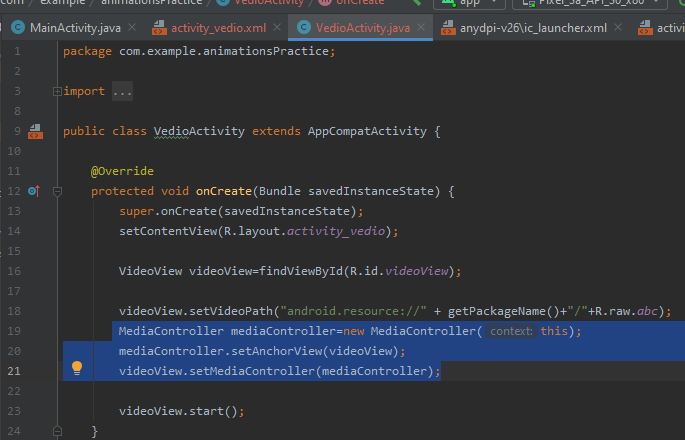 com example animationsPractice VedioActivity onCreate app Pixel_3a_API_30_x86
MainActivity.java activity_vedio.xml VedioActivity.java anydpi-v26\ic_launcher.xml activi
1 package com.example.animationsPractice;
2
3 import ...
8
9 public class VedioActivity extends AppCompatActivity {
10
11 @Override
12 protected void onCreate(Bundle savedInstanceState) {
13 super.onCreate(savedInstanceState);
14 setContentView(R.layout.activity_vedio);
15
16 VideoView videoView=findViewById(R.id.videoView);
17
18 videoView.setVideoPath("android.resource://" + getPackageName()+"/"+R.raw.abc);
19 MediaController mediaController=new MediaController( context: this);
20 mediaController.setAnchorView(videoView);
21 videoView.setMediaController(mediaController);
22
23 videoView.start();
24 }